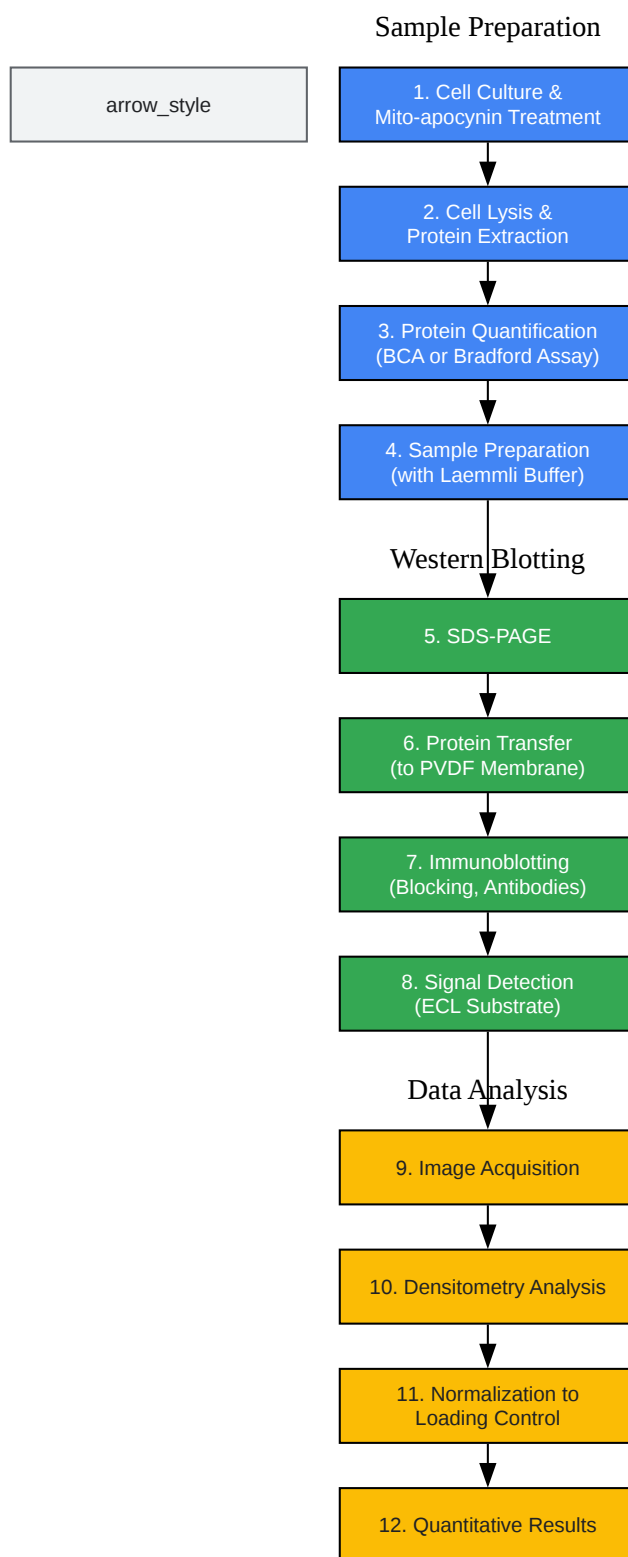 Sample Preparation
arrow_style
1. Cell Culture &
Mito-apocynin Treatment
2. Cell Lysis &
Protein Extraction
3. Protein Quantification
(BCA or Bradford Assay)
4. Sample Preparation
(with Laemmli Buffer)
Western Blotting
5. SDS-PAGE
6. Protein Transfer
(to PVDF Membrane)
7. Immunoblotting
(Blocking, Antibodies)
8. Signal Detection
(ECL Substrate)
Data Analysis
9. Image Acquisition
10. Densitometry Analysis
11. Normalization to
Loading Control
12. Quantitative Results